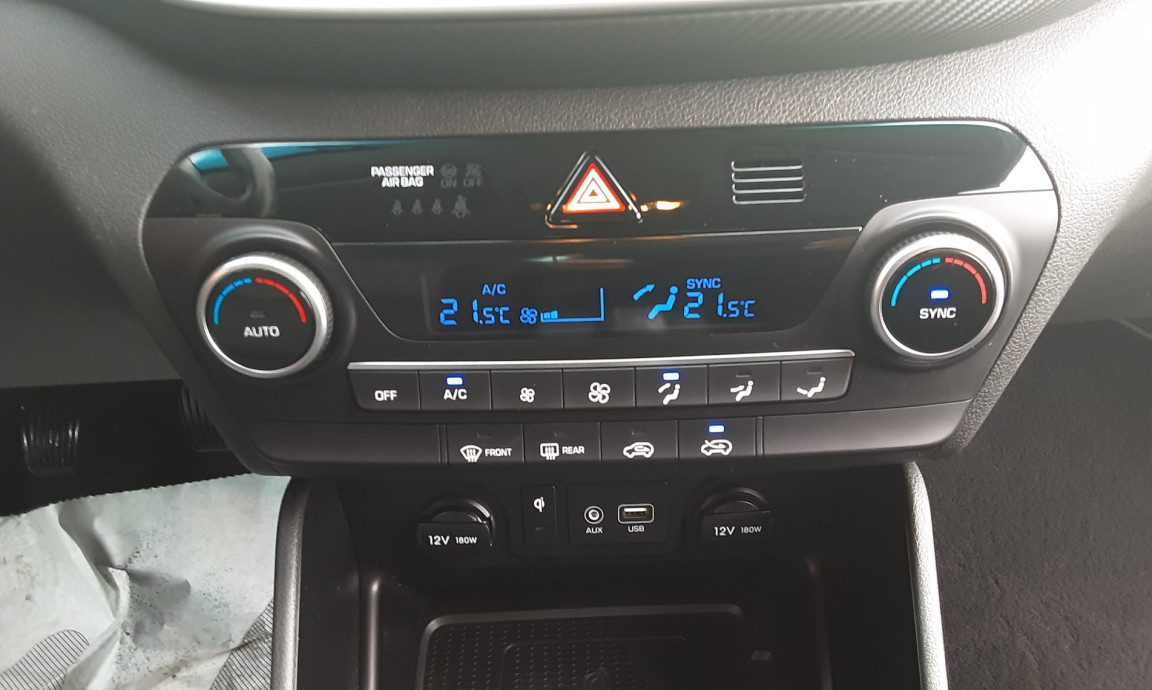 PASSENGER
AIR BAG
ON OFF
A/C
21.5°C
SYNC
21.5°C
AUTO
SYNC
OFF
A/C
FRONT
REAR
12V 180W
qi
AUX
USB
12V 180W